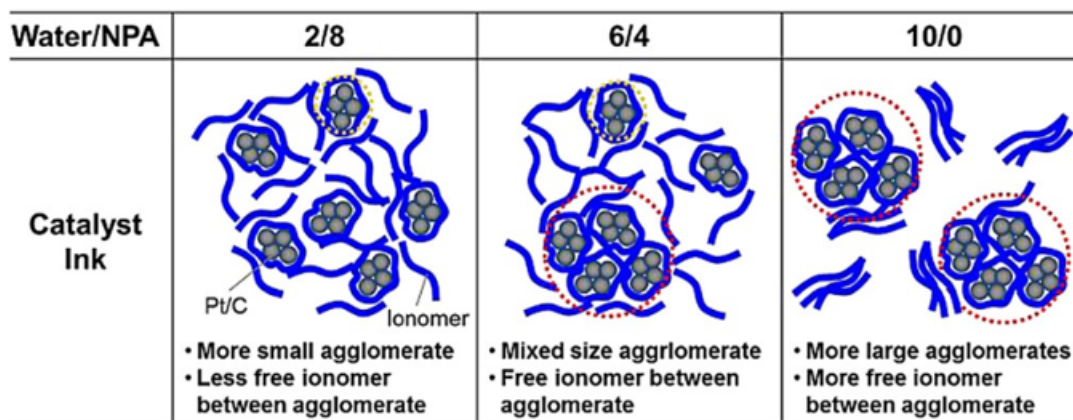 Water/NPA 2/8 6/4 10/0
Catalyst
Ink
Pt/C
Ionomer
• More small agglomerate
• Less free ionomer
between agglomerate
• Mixed size aggrlomerate
• Free ionomer between
agglomerate
• More large agglomerates
• More free ionomer
between agglomerate